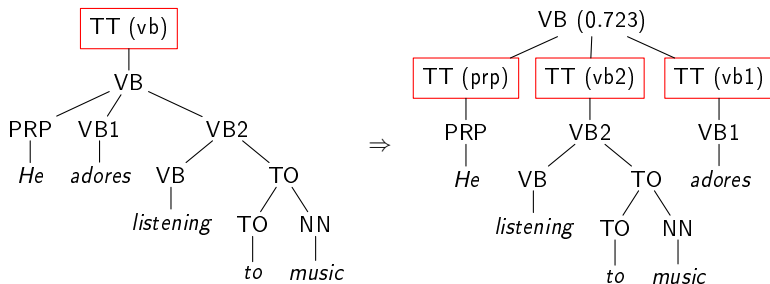 TT (vb)
VB
PRP VB1 VB2
He adores VB TO
listening TO NN
to music
⇒
VB (0.723)
TT (prp) TT (vb2) TT (vb1)
PRP VB2 VB1
He VB TO adores
listening TO NN
to music